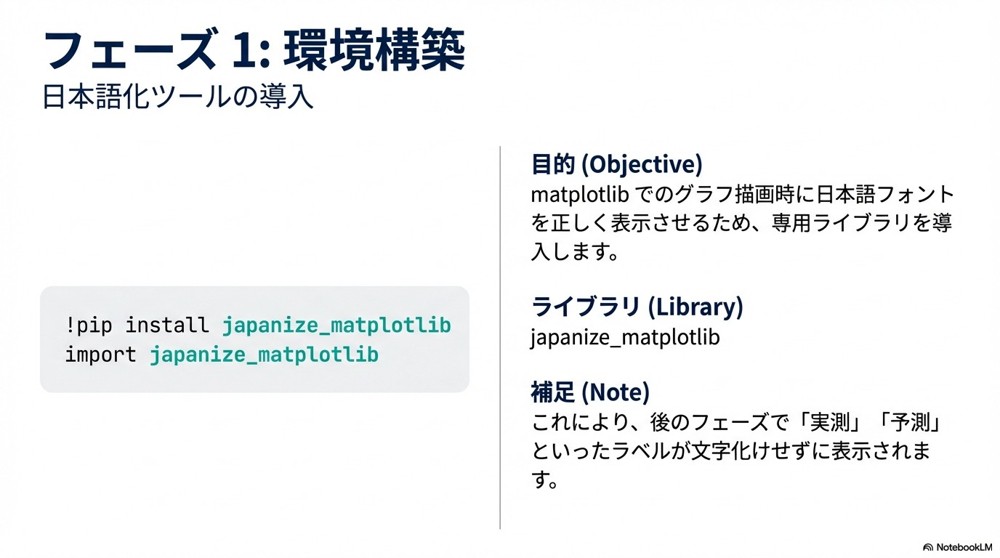 フェーズ 1: 環境構築
日本語化ツールの導入
!pip install japanize_matplotlib
import japanize_matplotlib
目的 (Objective)
matplotlib でのグラフ描画時に日本語フォント
を正しく表示させるため、専用ライブラリを導
入します。
ライブラリ (Library)
japanize_matplotlib
補足 (Note)
これにより、後のフェーズで「実測」「予測」
といったラベルが文字化けせずに表示されま
す。
NotebookLM